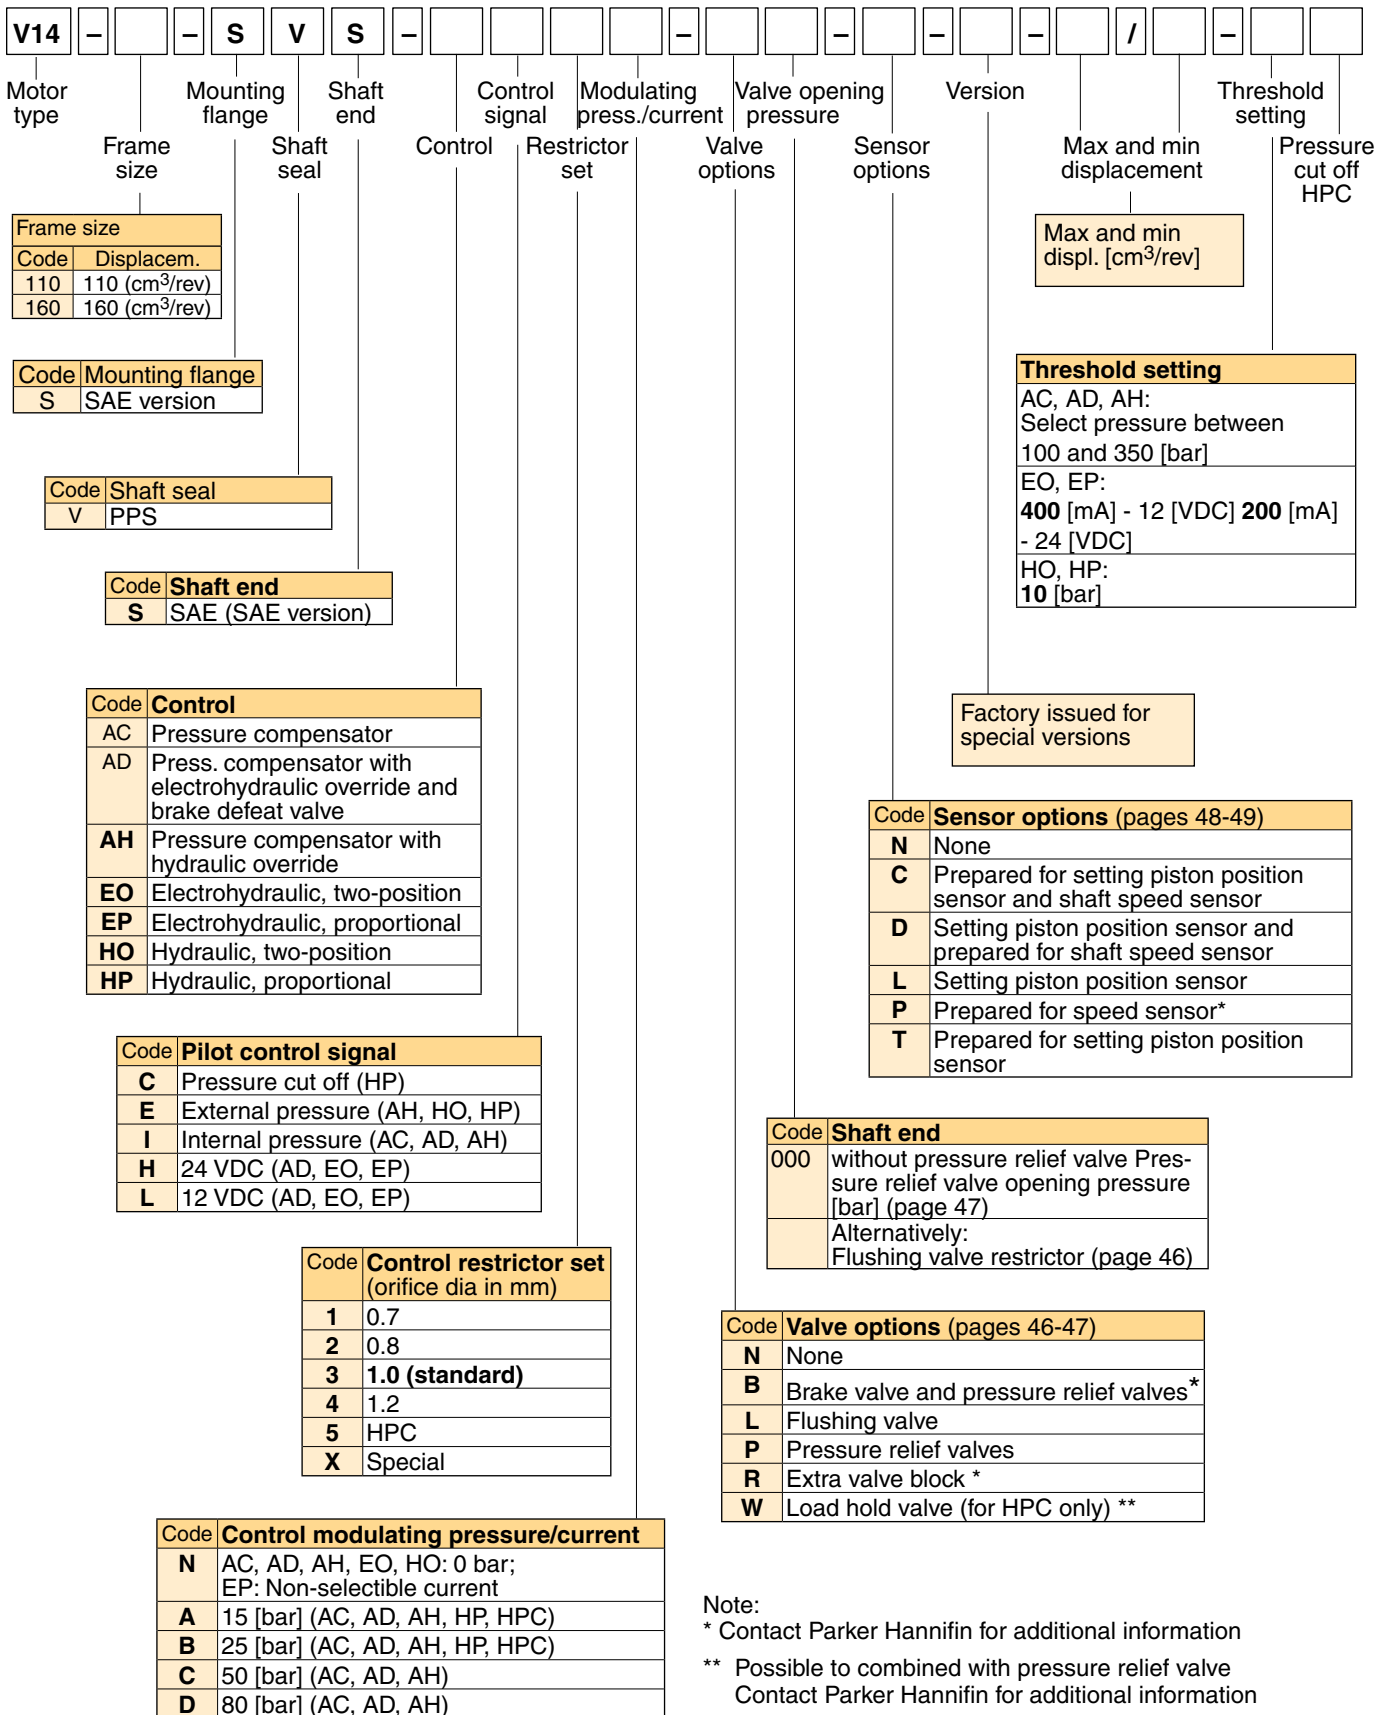 V14 – – S V S – – – – – / –
Motor type
Mounting flange
Shaft end
Control signal
Modulating press./current
Valve opening pressure
Version
Threshold setting
Frame size
Shaft seal
Control
Restrictor set
Valve options
Sensor options
Max and min displacement
Pressure cut off HPC
Frame size
Code Displacem.
110 110 (cm3/rev)
160 160 (cm3/rev)
Max and min
displ. [cm3/rev]
Code Mounting flange
S SAE version
Threshold setting
AC, AD, AH:
Select pressure between
100 and 350 [bar]
EO, EP:
400 [mA] - 12 [VDC] 200 [mA]
- 24 [VDC]
HO, HP:
10 [bar]
Code Shaft seal
V PPS
Code Shaft end
S SAE (SAE version)
Code Control
AC Pressure compensator
AD Press. compensator with
electrohydraulic override and
brake defeat valve
AH Pressure compensator with
hydraulic override
EO Electrohydraulic, two-position
EP Electrohydraulic, proportional
HO Hydraulic, two-position
HP Hydraulic, proportional
Factory issued for
special versions
Code Sensor options (pages 48-49)
N None
C Prepared for setting piston position
sensor and shaft speed sensor
D Setting piston position sensor and
prepared for shaft speed sensor
L Setting piston position sensor
P Prepared for speed sensor*
T Prepared for setting piston position
sensor
Code Pilot control signal
C Pressure cut off (HP)
E External pressure (AH, HO, HP)
I Internal pressure (AC, AD, AH)
H 24 VDC (AD, EO, EP)
L 12 VDC (AD, EO, EP)
Code Shaft end
000 without pressure relief valve Pres-
sure relief valve opening pressure
[bar] (page 47)
Alternatively:
Flushing valve restrictor (page 46)
Code Control restrictor set
(orifice dia in mm)
1 0.7
2 0.8
3 1.0 (standard)
4 1.2
5 HPC
X Special
Code Valve options (pages 46-47)
N None
B Brake valve and pressure relief valves*
L Flushing valve
P Pressure relief valves
R Extra valve block *
W Load hold valve (for HPC only) **
Code Control modulating pressure/current
N AC, AD, AH, EO, HO: 0 bar;
EP: Non-selectible current
A 15 [bar] (AC, AD, AH, HP, HPC)
B 25 [bar] (AC, AD, AH, HP, HPC)
C 50 [bar] (AC, AD, AH)
D 80 [bar] (AC, AD, AH)
Note:
* Contact Parker Hannifin for additional information
** Possible to combined with pressure relief valve
Contact Parker Hannifin for additional information